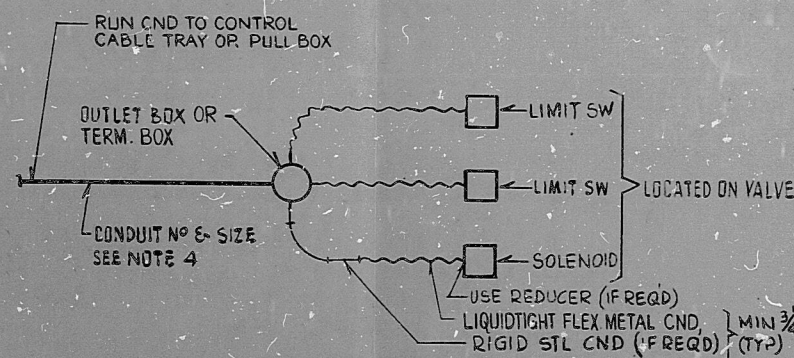 RUN CND TO CONTROL
CABLE TRAY OR PULL BOX
OUTLET BOX OR
TERM. BOX
LIMIT SW
LIMIT SW
LOCATED ON VALVE
CONDUIT Nº & SIZE
SEE NOTE 4
SOLENOID
USE REDUCER (IF REQ'D)
LIQUIDTIGHT FLEX. METAL CND,
RIGID STL CND (IF REQ'D)
MIN
(TYP)